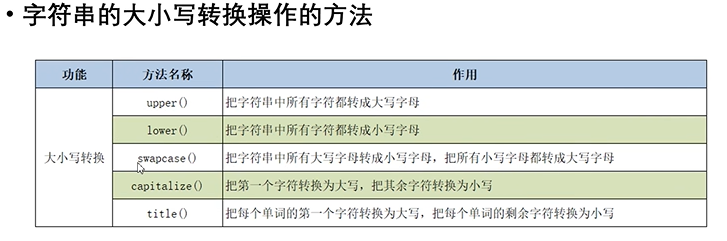 • 字符串的大小写转换操作的方法
功能 方法名称 作用
upper() 把字符串中所有字符都转成大写字母
lower() 把字符串中所有字符都转成小写字母
大小写转换 swapcase() 把字符串中所有大写字母转成小写字母，把所有小写字母都转成大写字母
capitalize() 把第一个字符转换为大写，把其余字符转换为小写
title() 把每个单词的第一个字符转换为大写，把每个单词的剩余字符转换为小写